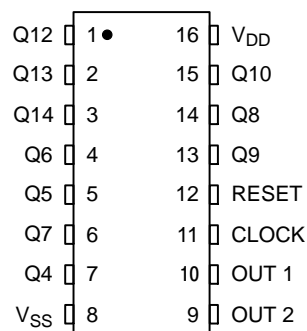 Q12 1 16 VDD
Q13 2 15 Q10
Q14 3 14 Q8
Q6 4 13 Q9
Q5 5 12 RESET
Q7 6 11 CLOCK
Q4 7 10 OUT 1
VSS 8 9 OUT 2